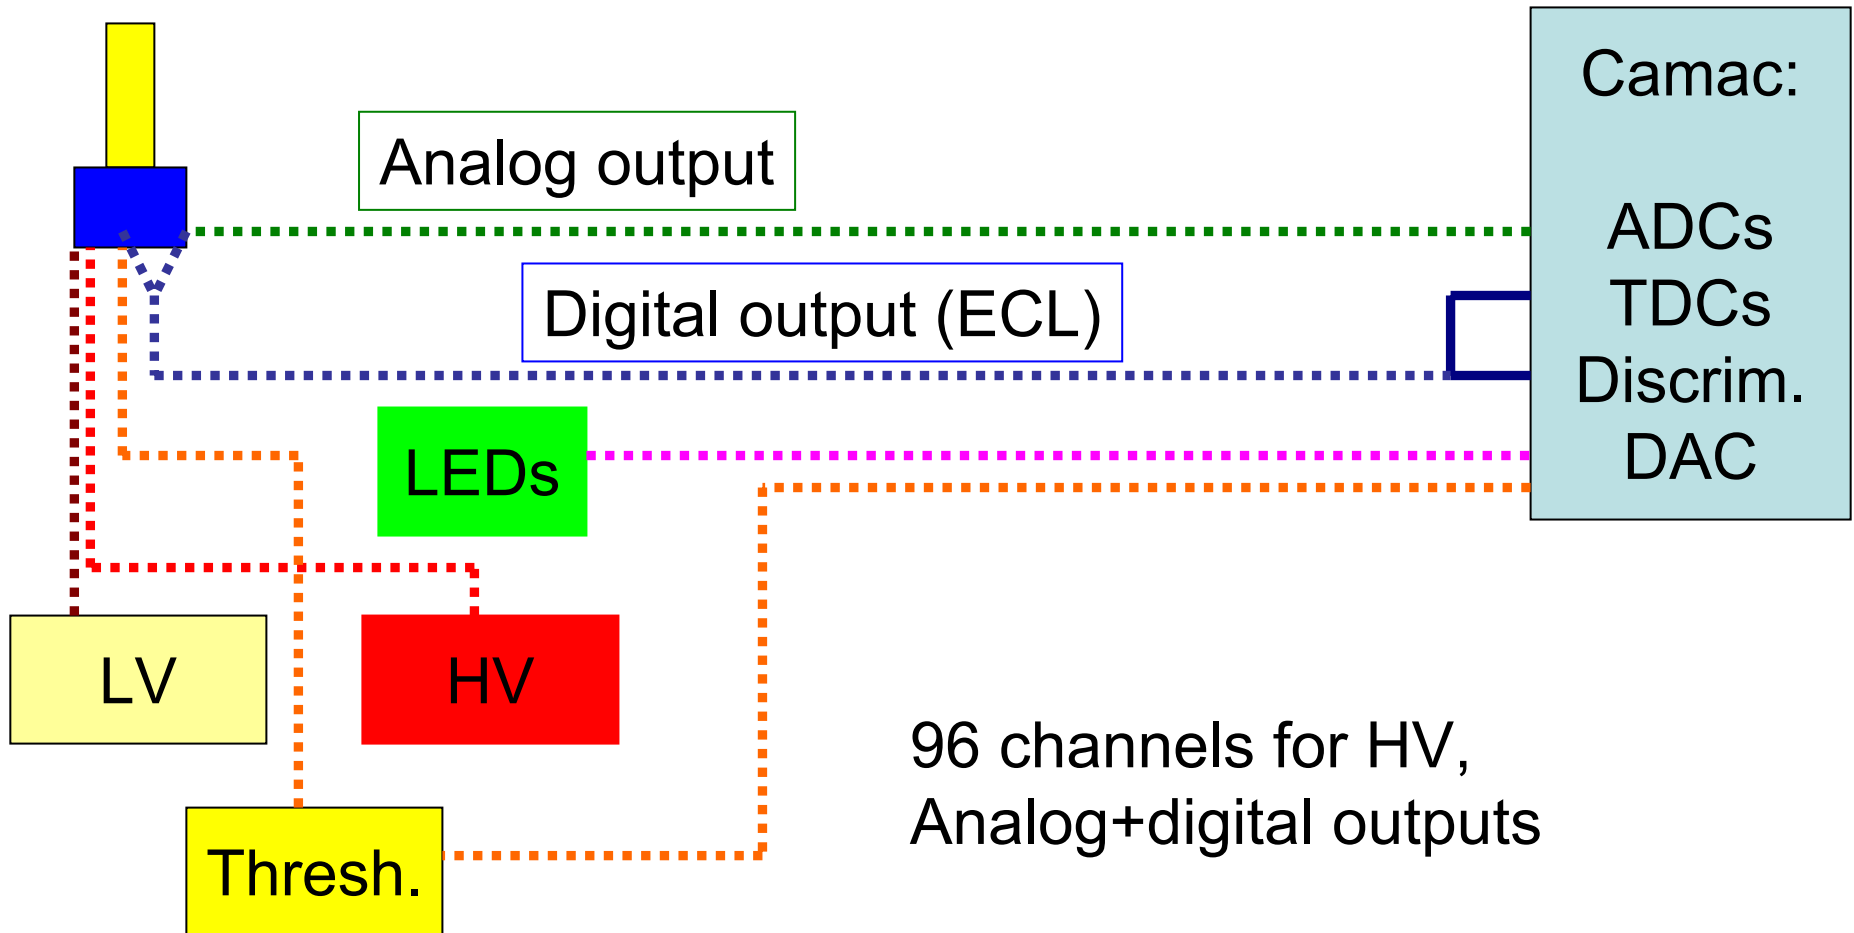 Camac:
Analog output
ADCs
Digital output (ECL)
TDCs
Discrim.
LEDs
DAC
LV
HV
96 channels for HV,
Analog+digital outputs
Thresh.